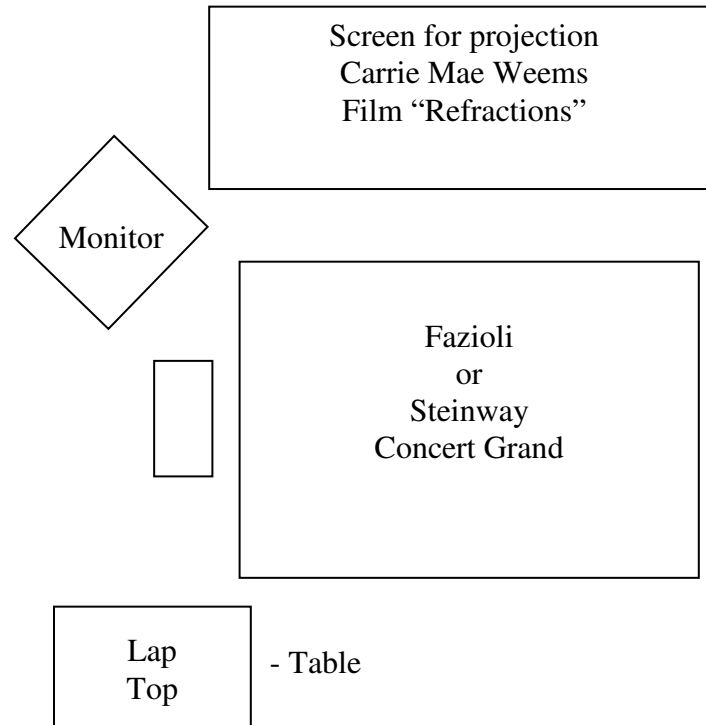 Screen for projection
Carrie Mae Weems
Film “Refractions”
Monitor
Fazioli
or
Steinway
Concert Grand
Lap
Top
- Table